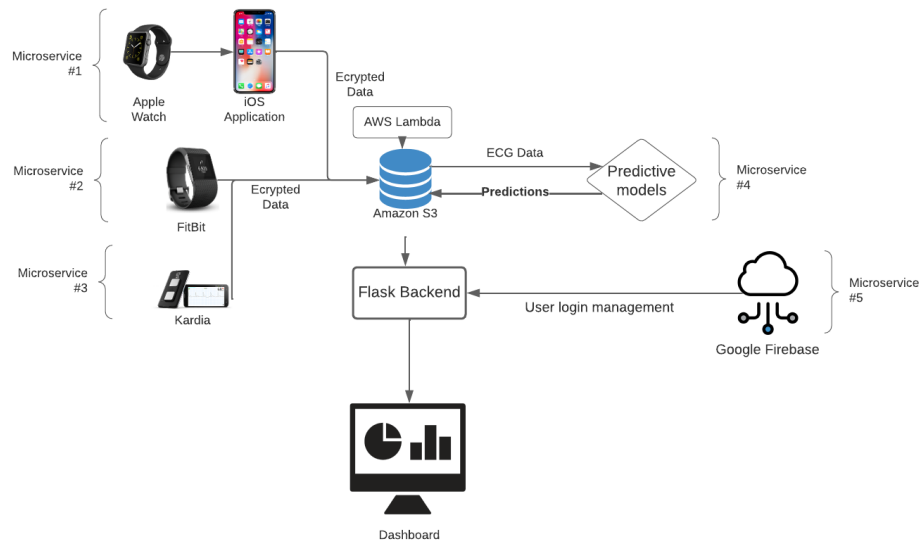 Microservice
#1
Apple
Watch
iOS
Application
Ecrypted
Data
AWS Lambda
Microservice
#2
FitBit
Ecrypted
Data
Amazon S3
ECG Data
Predictions
Predictive
models
Microservice
#4
Microservice
#3
Kardia
Flask Backend
User login management
Google Firebase
Microservice
#5
Dashboard